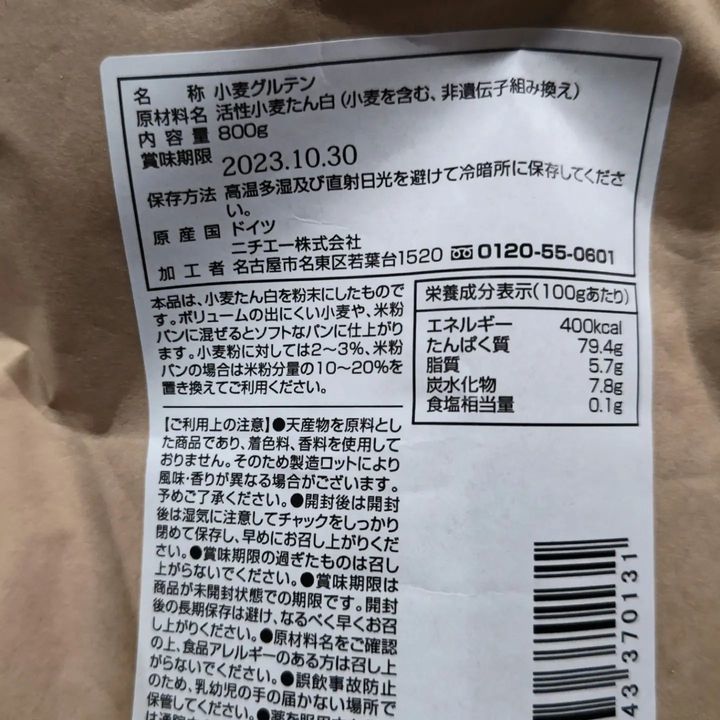 名称 小麦グルテン
原材料名 活性小麦たん白(小麦を含む、非遺伝子組み換え)
内容量 800g
賞味期限 2023.10.30
保存方法 高温多湿及び直射日光を避けて冷暗所に保存してくださ
い。
原産国 ドイツ
ニチエー株式会社
加工者 名古屋市名東区若葉台1520 0120-55-0601
本品は、小麦たん白を粉末にしたもので
す。ボリュームの出にくい小麦や、米粉
パンに混ぜるとソフトなパンに仕上がり
ます。小麦粉に対しては2〜3%、米粉
パンの場合は米粉分量の10〜20%を
置き換えてご利用ください。
栄養成分表示(100gあたり)
エネルギー 400kcal
たんぱく質 79.4g
脂質 5.7g
炭水化物 7.8g
食塩相当量 0.1g
【ご利用上の注意】●天産物を原料とし
た商品であり、着色料、香料を使用して
おりません。そのため製造ロットにより
風味・香りが異なる場合がございます。
予めご了承ください。●開封後は開封
後は湿気に注意してチャックをしっかり
閉めて保存し、早めにお召し上がりくだ
さい。●賞味期限の過ぎたものは召し
上がらないでください。●賞味期限は
商品が未開封状態での期限です。開封
後の長期保存は避け、なるべく早くお召
し上がりください。●原材料名をご確認
の上、食品アレルギーのある方は召し上
がらないでください。●誤飲事故防止
のため、乳幼児の手の届かない場所で
保管してください。●薬を服用
43370131